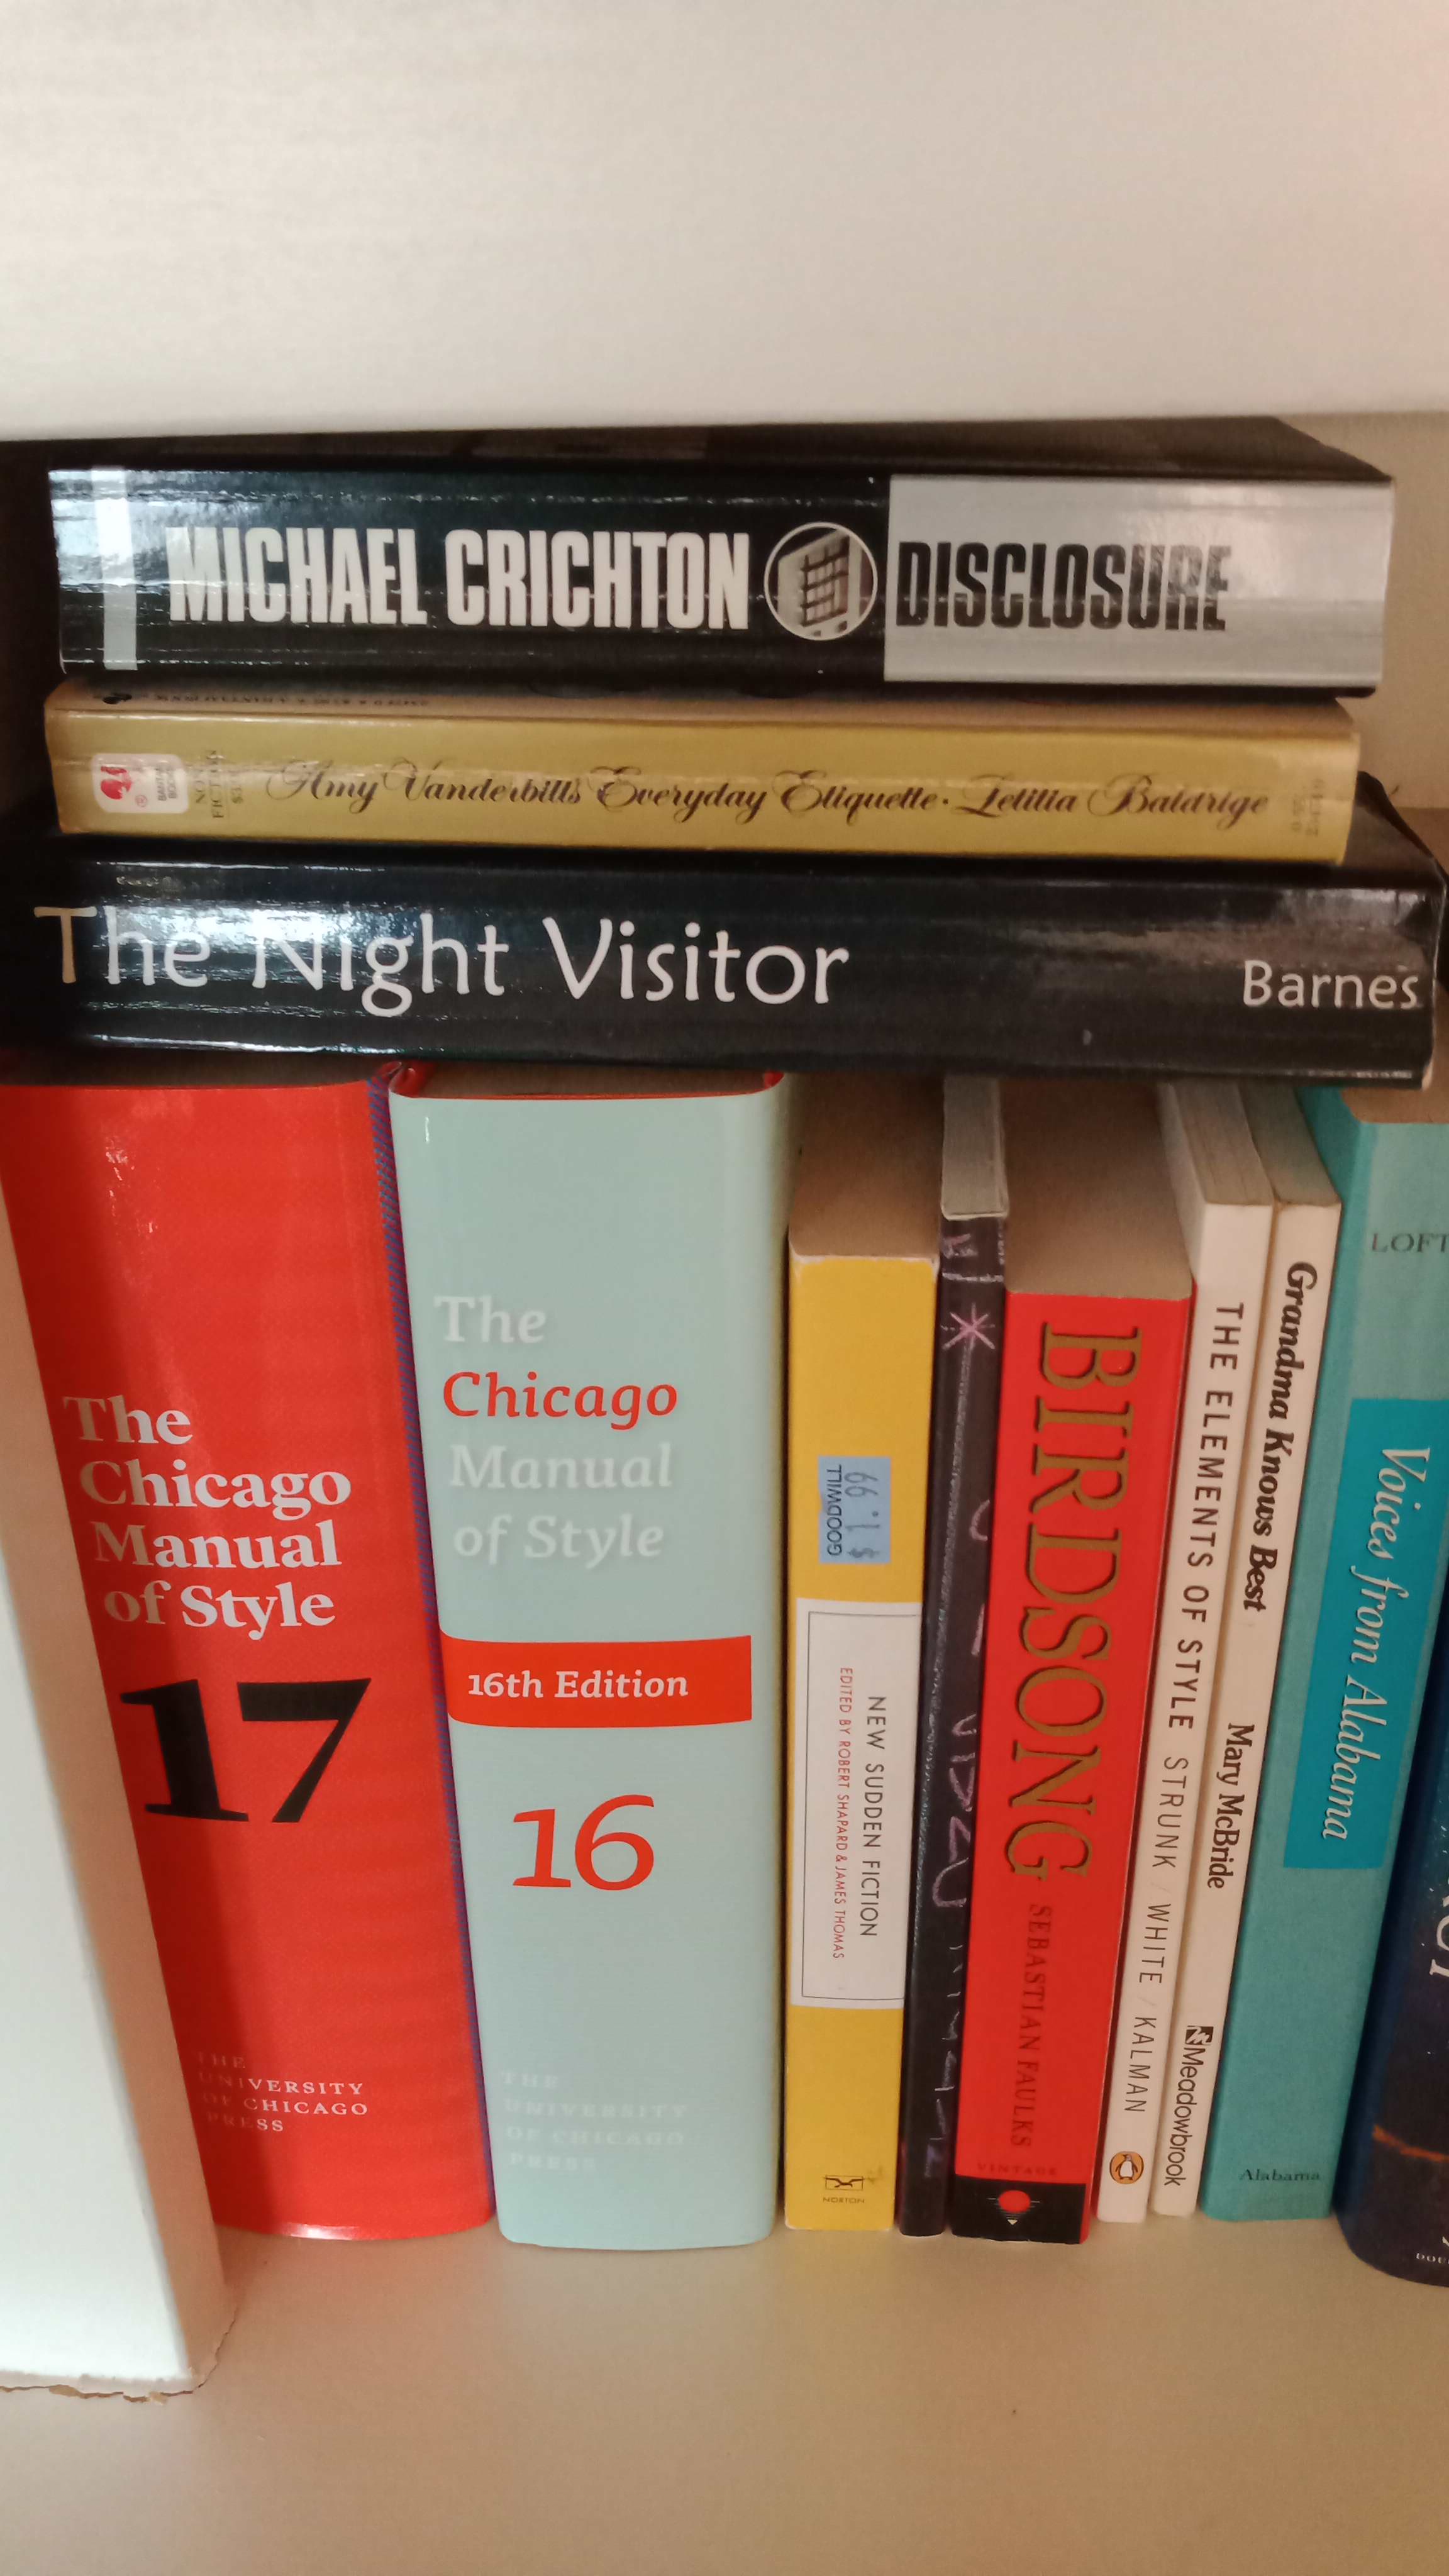 MICHAEL CRICHTON DISCLOSURE
Amy Vanderbilt's Everyday Etiquette • Letitia Baldrige
The Night Visitor Barnes
The
Chicago
Manual
of Style
17
THE
UNIVERSITY
OF CHICAGO
PRESS
The
Chicago
Manual
of Style
16th Edition
16
THE
UNIVERSITY
OF CHICAGO
PRESS
$1.99
GOODWILL
NEW SUDDEN FICTION
EDITED BY ROBERT SHAPARD & JAMES THOMAS
NORTON
BIRDSONG SEBASTIAN FAULKS
VINTAGE
THE ELEMENTS OF STYLE STRUNK / WHITE / KALMAN
Grandma Knows Best Mary McBride Meadowbrook
LOFT
Voices from Alabama
Alabama